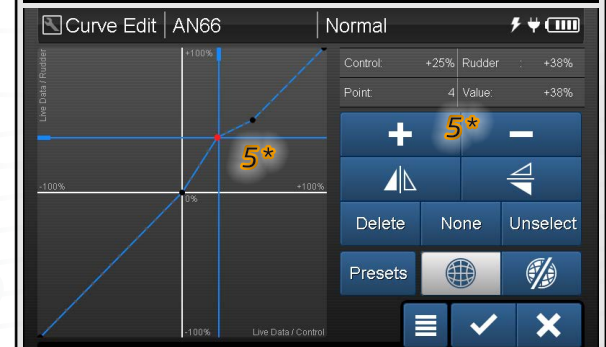 Curve Edit AN66 Normal
+100%
Live Data / Rudder
-100%
+100%
0%
-100%
Live Data / Control
5*
Control: +25% Rudder : +38%
Point: 4 Value: +38%
+ 5* −
Delete None Unselect
Presets